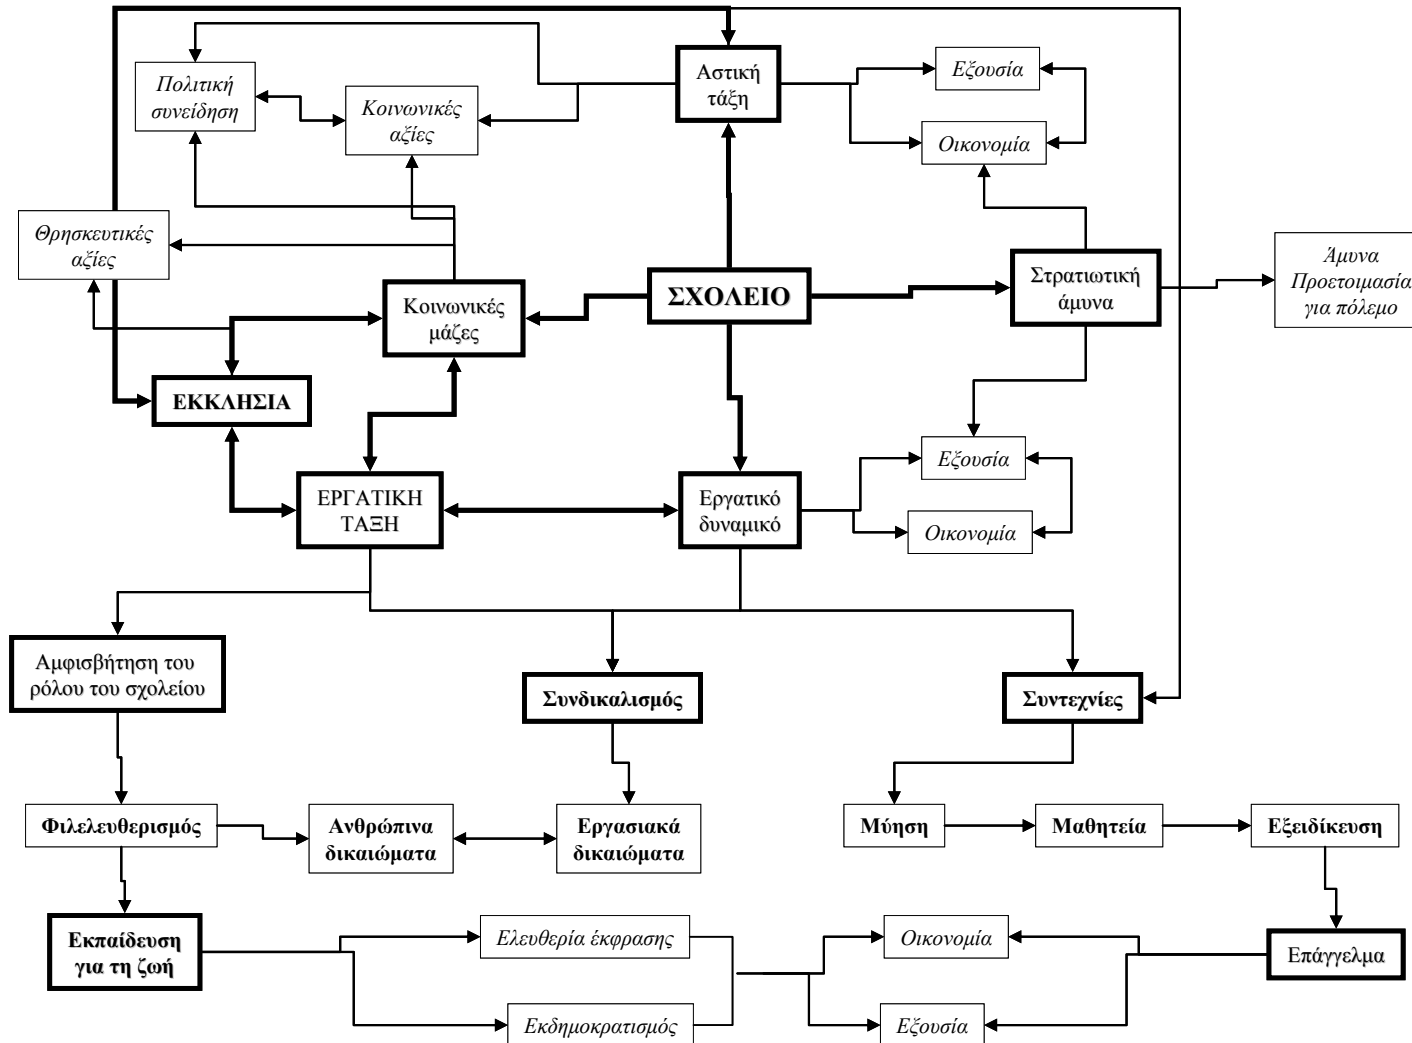 Αστική
τάξη
Εξουσία
Πολιτική
συνείδηση
Κοινωνικές
αξίες
Οικονομία
Θρησκευτικές
αξίες
Κοινωνικές
μάζες
ΣΧΟΛΕΙΟ
Στρατιωτική
άμυνα
Άμυνα
Προετοιμασία
για πόλεμο
ΕΚΚΛΗΣΙΑ
Εξουσία
ΕΡΓΑΤΙΚΗ
ΤΑΞΗ
Εργατικό
δυναμικό
Οικονομία
Αμφισβήτηση του
ρόλου του σχολείου
Συνδικαλισμός
Συντεχνίες
Φιλελευθερισμός
Ανθρώπινα
δικαιώματα
Εργασιακά
δικαιώματα
Μύηση
Μαθητεία
Εξειδίκευση
Εκπαίδευση
για τη ζωή
Ελευθερία έκφρασης
Οικονομία
Επάγγελμα
Εκδημοκρατισμός
Εξουσία